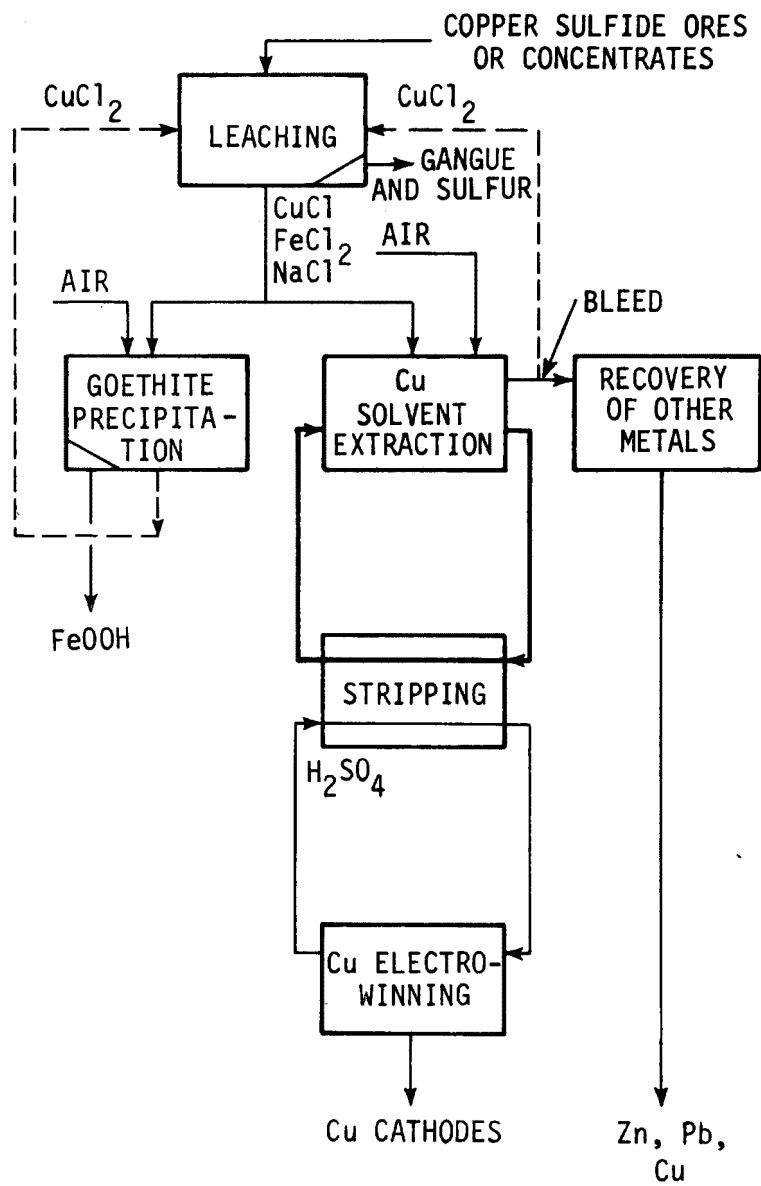 COPPER SULFIDE ORES
OR CONCENTRATES
CuCl2
CuCl2
LEACHING
GANGUE
AND SULFUR
CuCl
FeCl2
NaCl
AIR
AIR
BLEED
GOETHITE
PRECIPITA-
TION
Cu
SOLVENT
EXTRACTION
RECOVERY
OF OTHER
METALS
FeOOH
STRIPPING
H2SO4
Cu ELECTRO-
WINNING
Cu CATHODES
Zn, Pb,
Cu